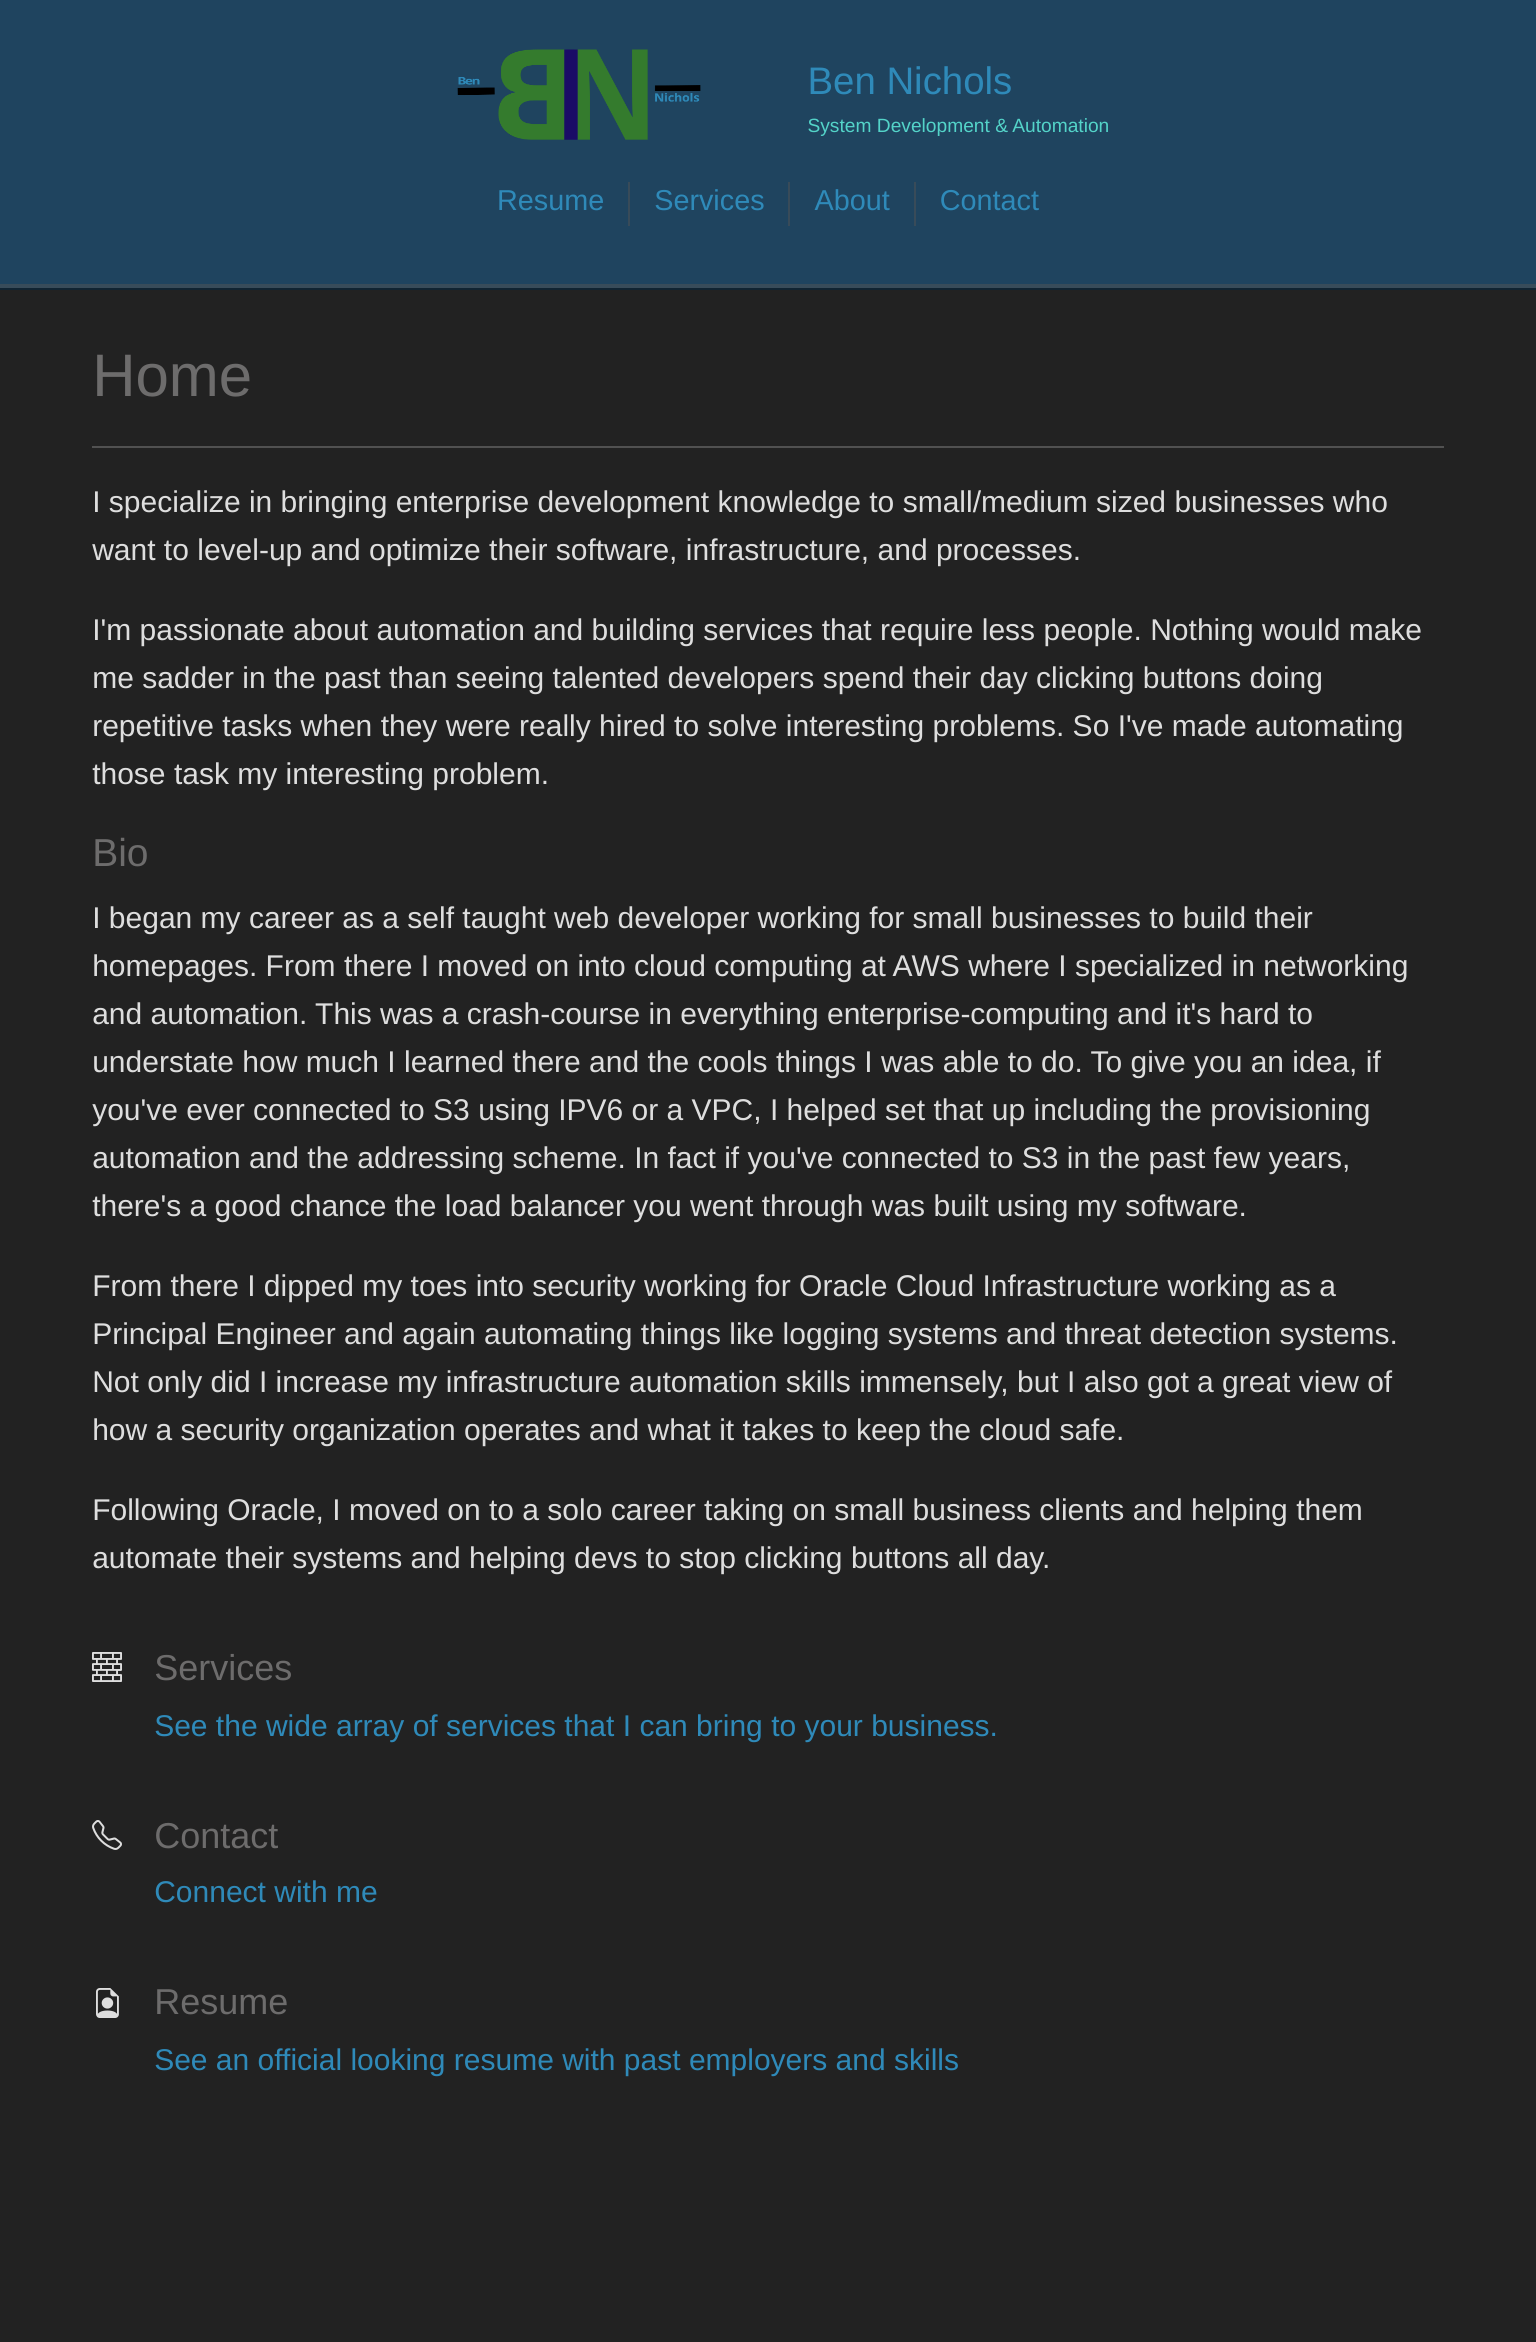 Ben
BN
Nichols
Ben Nichols
System Development & Automation
Resume
Services
About
Contact
Home
I specialize in bringing enterprise development knowledge to small/medium sized businesses who
want to level-up and optimize their software, infrastructure, and processes.
I'm passionate about automation and building services that require less people. Nothing would make
me sadder in the past than seeing talented developers spend their day clicking buttons doing
repetitive tasks when they were really hired to solve interesting problems. So I've made automating
those task my interesting problem.
Bio
I began my career as a self taught web developer working for small businesses to build their
homepages. From there I moved on into cloud computing at AWS where I specialized in networking
and automation. This was a crash-course in everything enterprise-computing and it's hard to
understate how much I learned there and the cools things I was able to do. To give you an idea, if
you've ever connected to S3 using IPV6 or a VPC, I helped set that up including the provisioning
automation and the addressing scheme. In fact if you've connected to S3 in the past few years,
there's a good chance the load balancer you went through was built using my software.
From there I dipped my toes into security working for Oracle Cloud Infrastructure working as a
Principal Engineer and again automating things like logging systems and threat detection systems.
Not only did I increase my infrastructure automation skills immensely, but I also got a great view of
how a security organization operates and what it takes to keep the cloud safe.
Following Oracle, I moved on to a solo career taking on small business clients and helping them
automate their systems and helping devs to stop clicking buttons all day.
Services
See the wide array of services that I can bring to your business.
Contact
Connect with me
Resume
See an official looking resume with past employers and skills